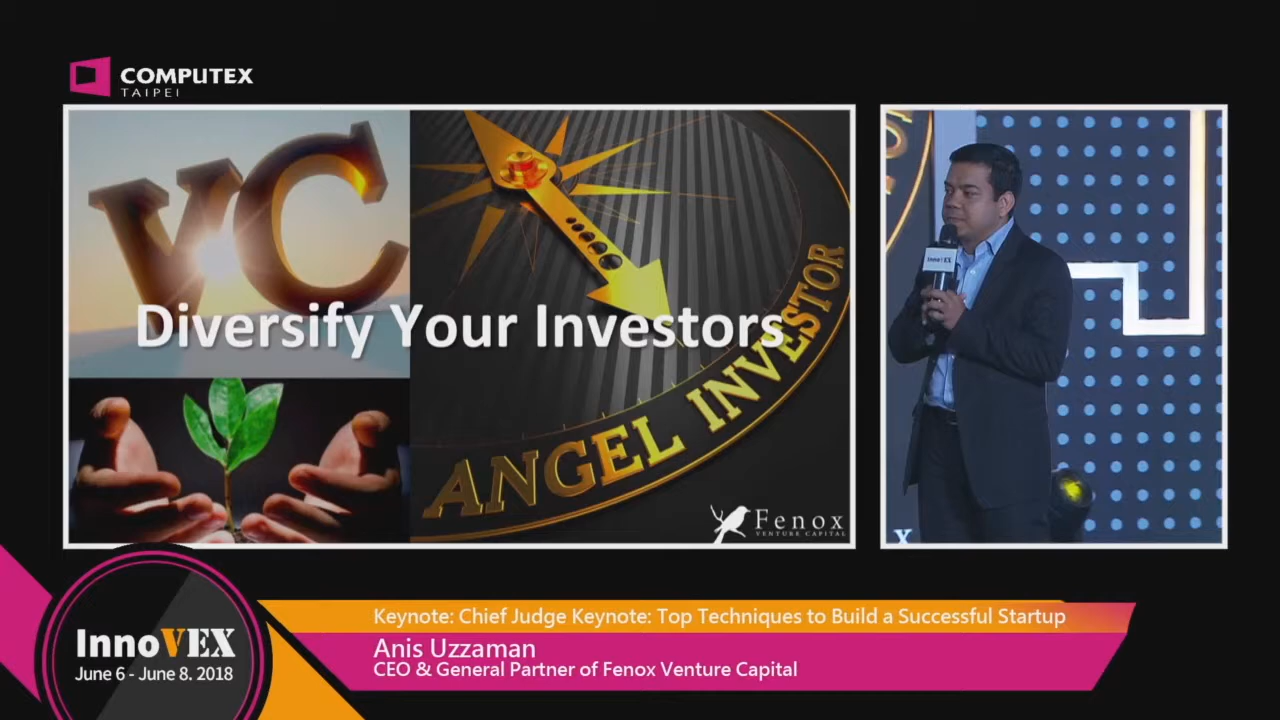 COMPUTEX
TAIPEI
VC
Diversify Your Investors
ANGEL INVESTOR
Fenox
VENTURE CAPITAL
InnoVEX
X
InnoVEX
June 6 - June 8. 2018
Keynote: Chief Judge Keynote: Top Techniques to Build a Successful Startup
Anis Uzzaman
CEO & General Partner of Fenox Venture Capital